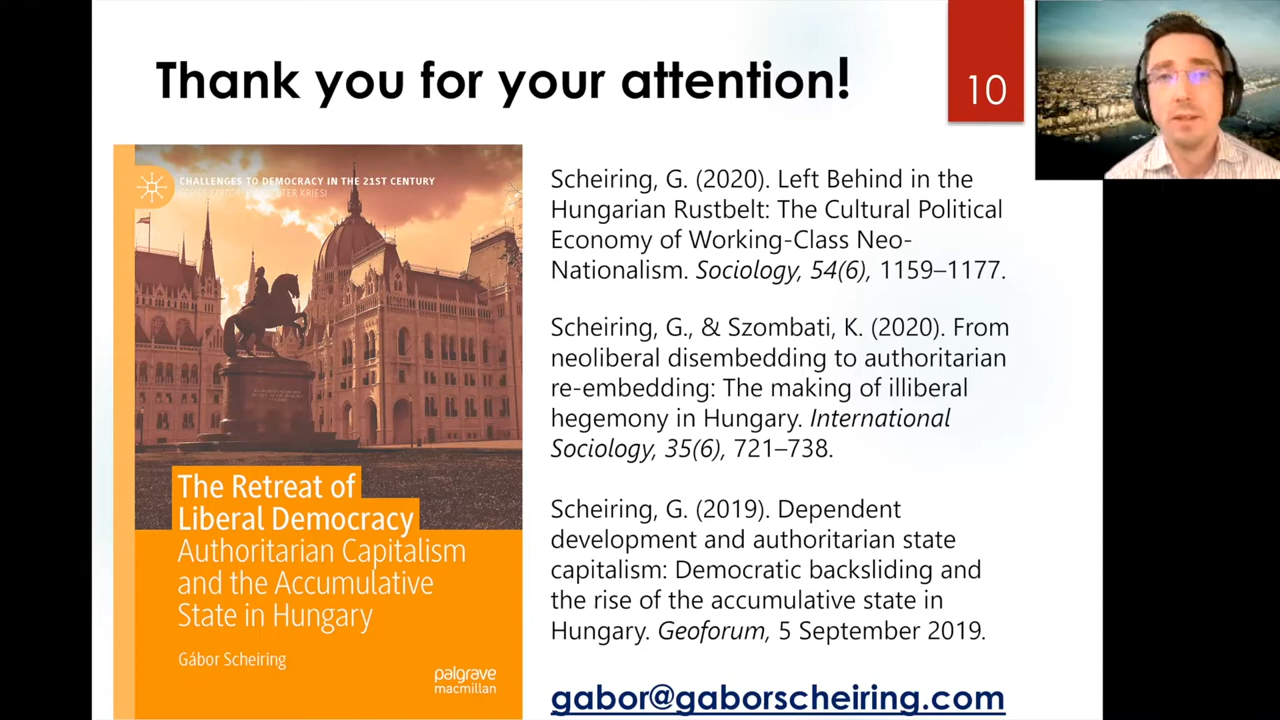 Thank you for your attention!
10
CHALLENGES TO DEMOCRACY IN THE 21ST CENTURY
The Retreat of
Liberal Democracy
Authoritarian Capitalism
and the Accumulative
State in Hungary
Gábor Scheiring
palgrave
macmillan
Scheiring, G. (2020). Left Behind in the
Hungarian Rustbelt: The Cultural Political
Economy of Working-Class Neo-
Nationalism. Sociology, 54(6), 1159–1177.
Scheiring, G., & Szombati, K. (2020). From
neoliberal disembedding to authoritarian
re-embedding: The making of illiberal
hegemony in Hungary. International
Sociology, 35(6), 721–738.
Scheiring, G. (2019). Dependent
development and authoritarian state
capitalism: Democratic backsliding and
the rise of the accumulative state in
Hungary. Geoforum, 5 September 2019.
gabor@gaborscheiring.com